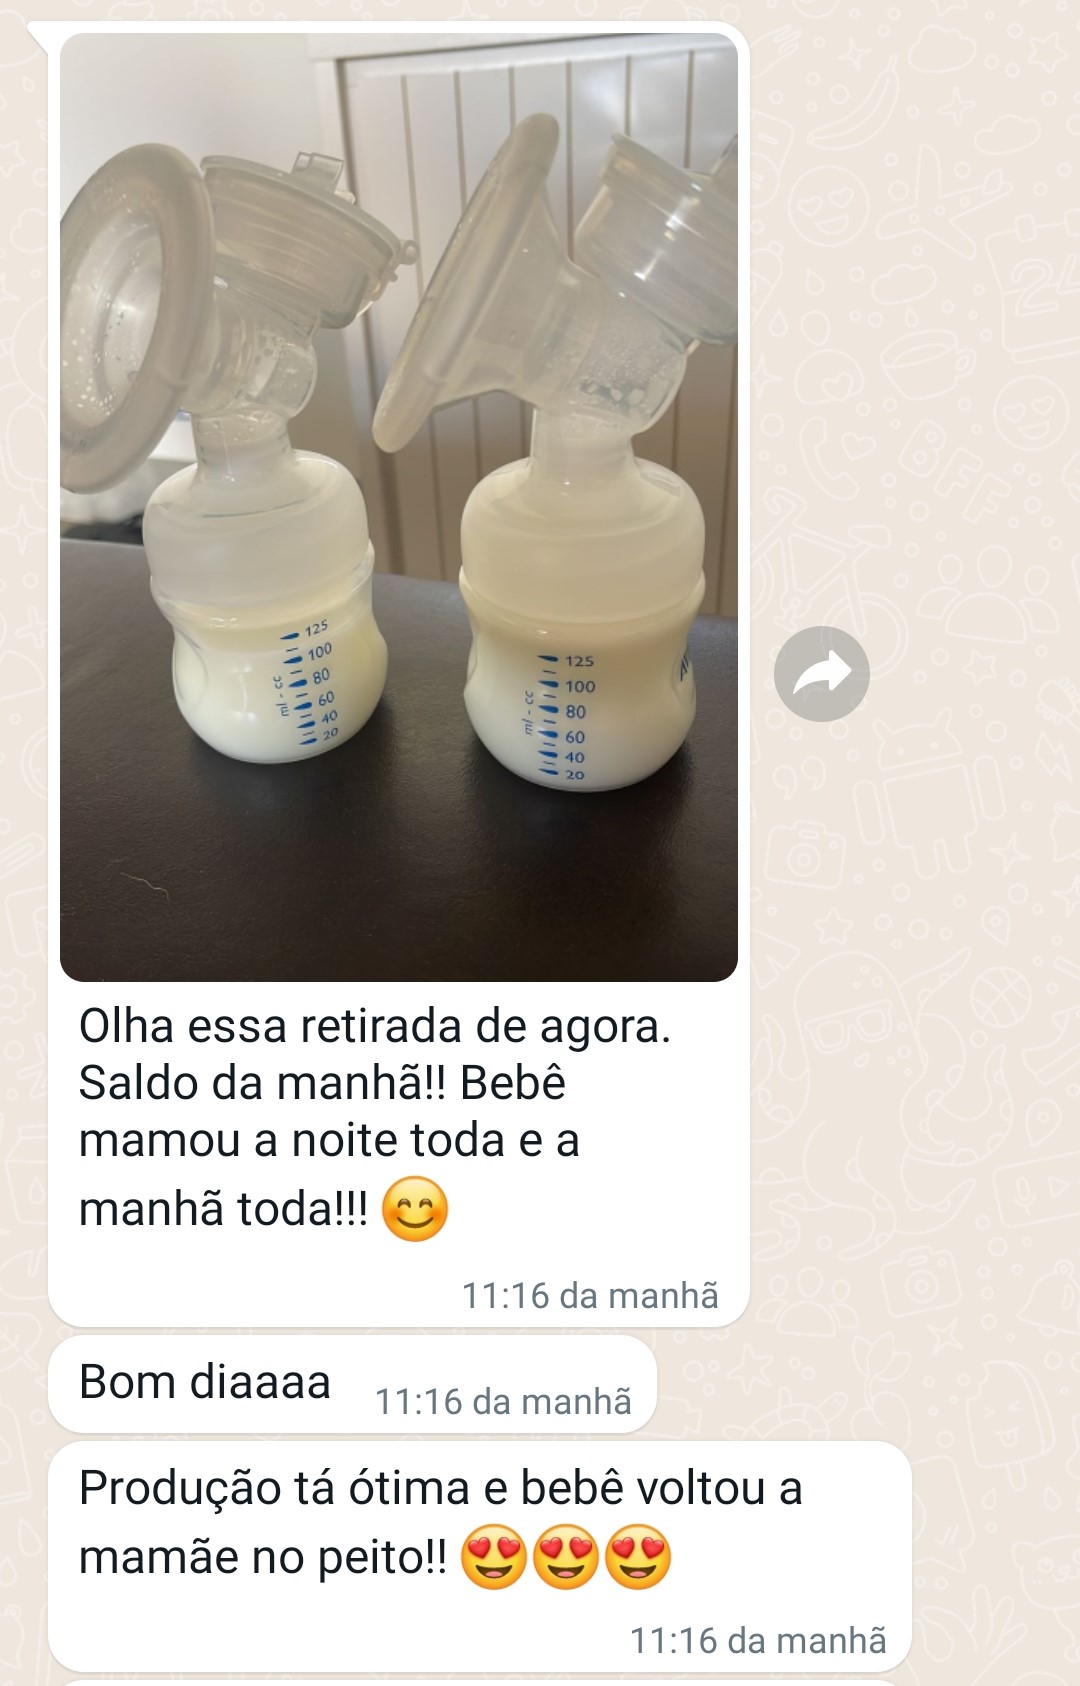 125
100
80
60
40
20
ml - cc
125
100
80
60
40
20
ml - cc
Olha essa retirada de agora.
Saldo da manhã!! Bebê
mamou a noite toda e a
manhã toda!!! 😊
11:16 da manhã
Bom diaaaa
11:16 da manhã
Produção tá ótima e bebê voltou a
mamãe no peito!! 😍😍😍
11:16 da manhã